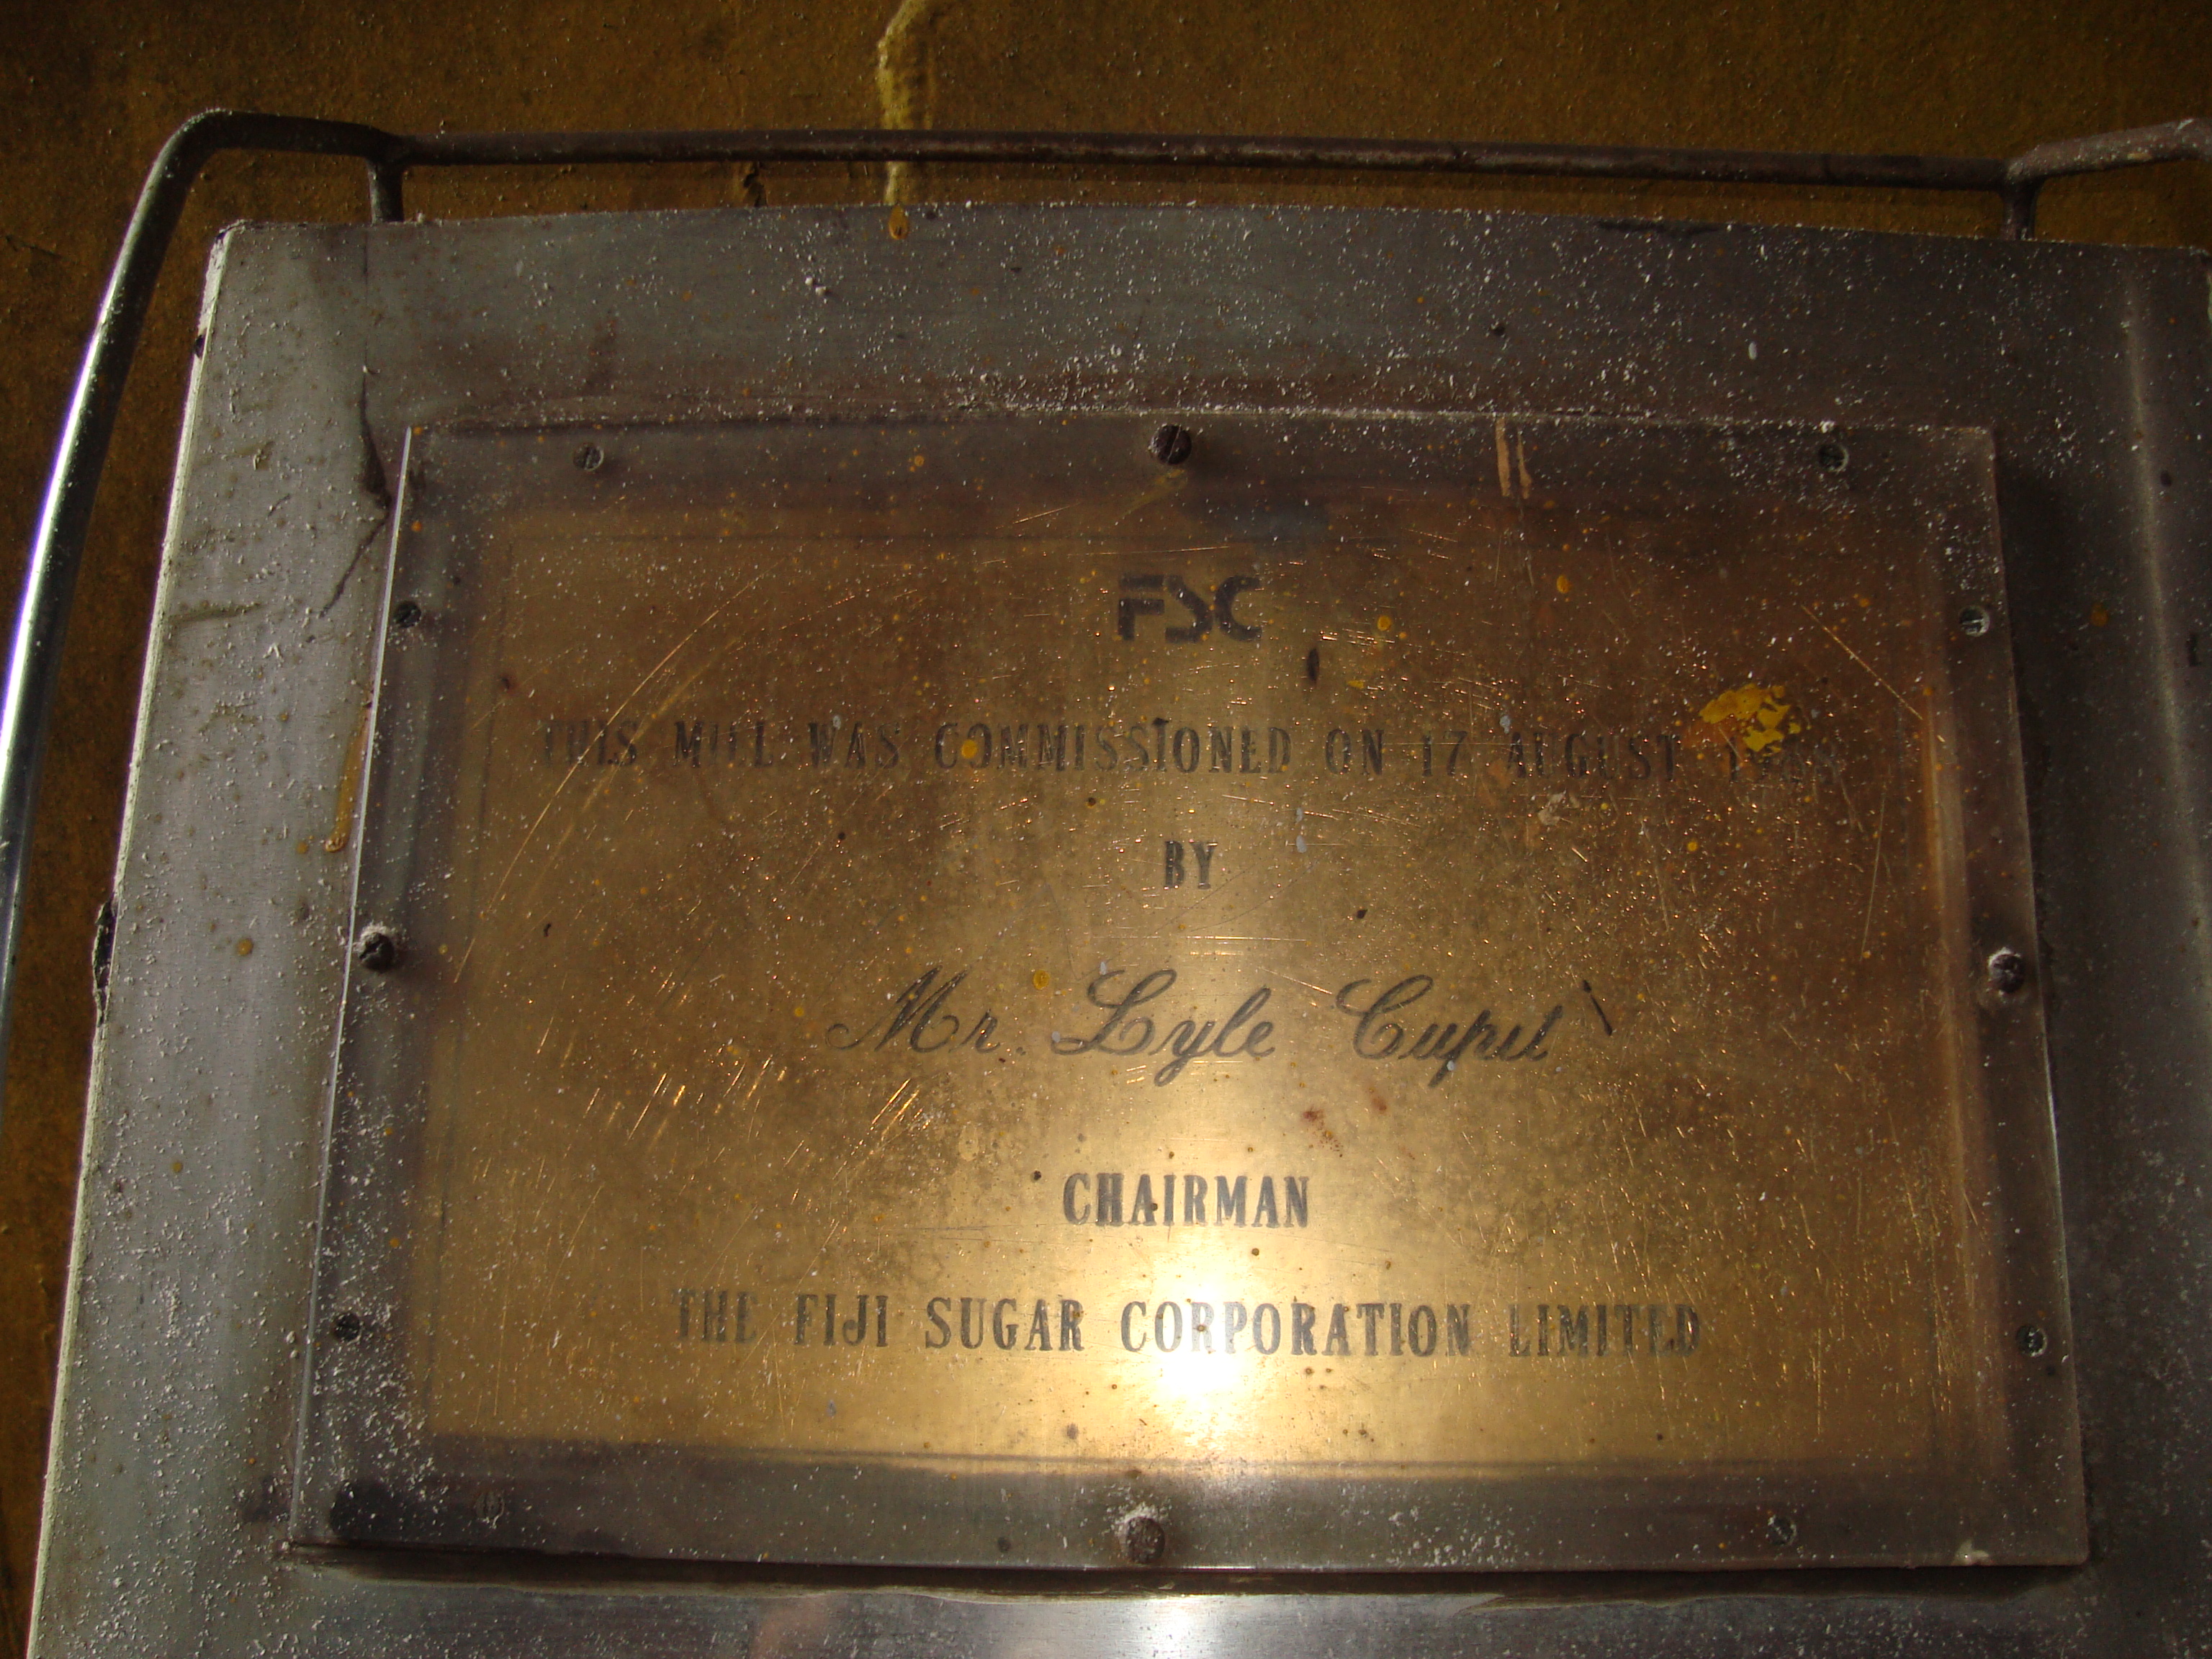 FSC
THIS MILL WAS COMMISSIONED ON 17 AUGUST
BY
Mr. Lyle Cupit
CHAIRMAN
THE FIJI SUGAR CORPORATION LIMITED